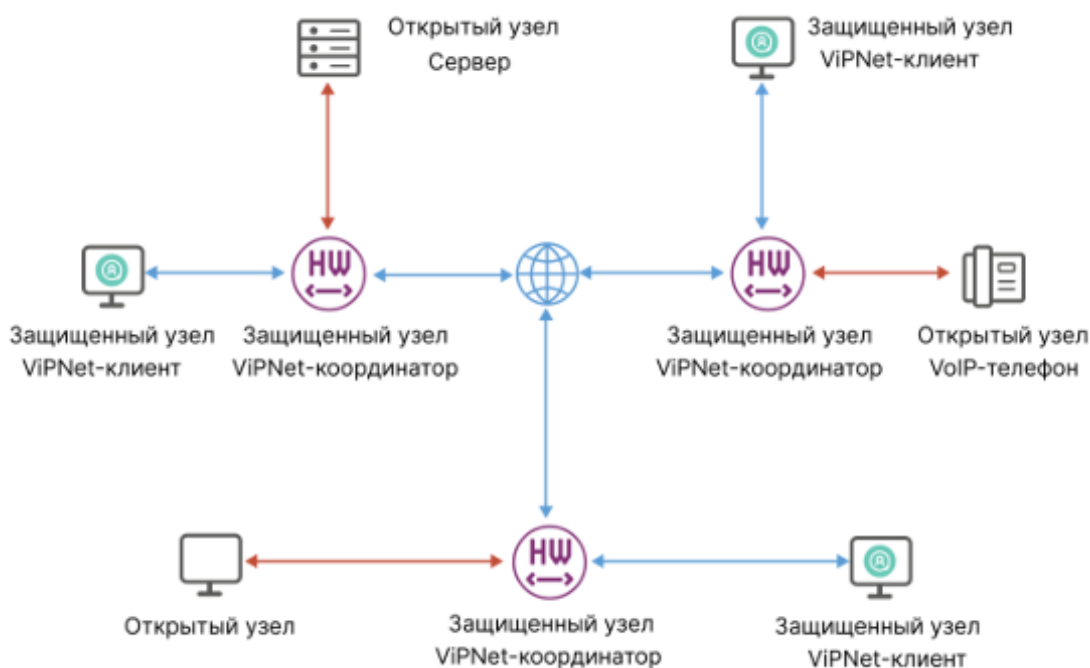 Открытый узел
Сервер
Защищенный узел
ViPNet-клиент
HW
HW
Защищенный узел
ViPNet-клиент
Защищенный узел
ViPNet-координатор
Защищенный узел
ViPNet-координатор
Открытый узел
VoIP-телефон
HW
Открытый узел
Защищенный узел
ViPNet-координатор
Защищенный узел
ViPNet-клиент